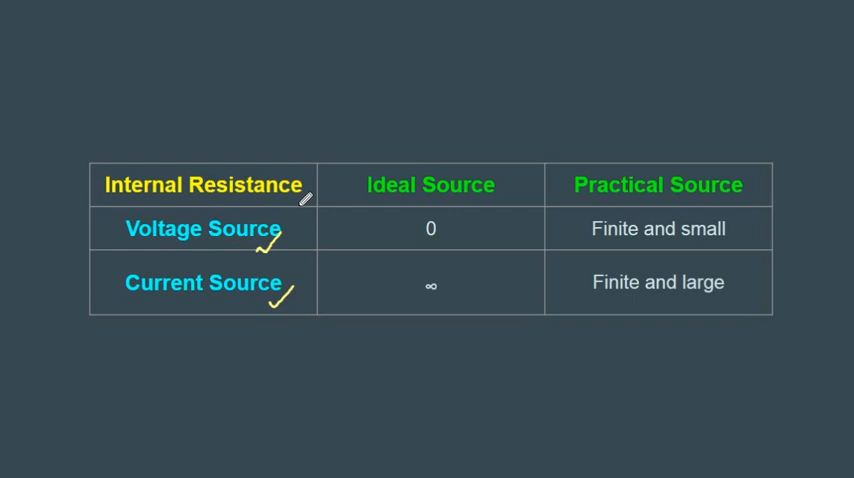 Internal Resistance Ideal Source Practical Source
Voltage Source 0 Finite and small
Current Source ∞ Finite and large